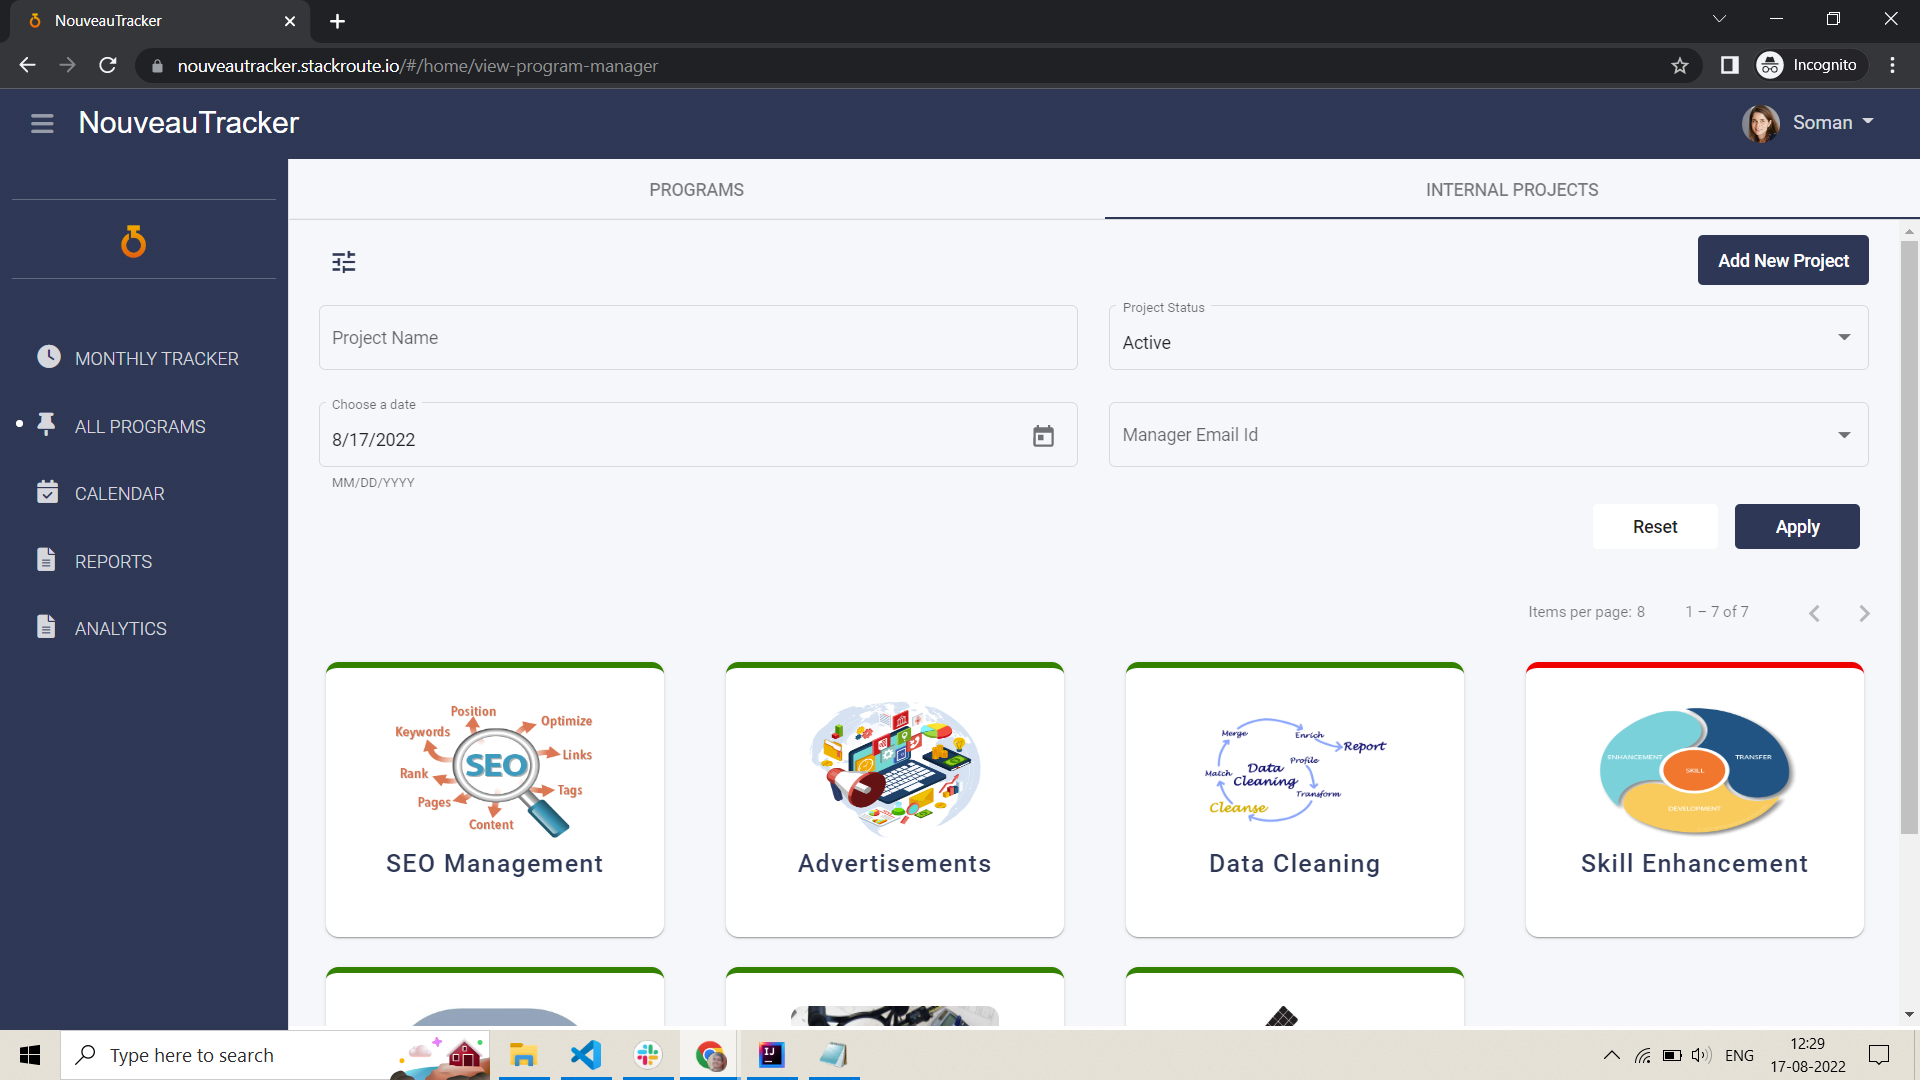 NouveauTracker
nouveautracker.stackroute.io/#/home/view-program-manager
Incognito
NouveauTracker
Soman
PROGRAMS
INTERNAL PROJECTS
MONTHLY TRACKER
ALL PROGRAMS
CALENDAR
REPORTS
ANALYTICS
Add New Project
Project Name
Project Status
Active
Choose a date
8/17/2022
MM/DD/YYYY
Manager Email Id
Reset
Apply
Items per page: 8
1 – 7 of 7
Position
Optimize
Keywords
Links
SEO
Rank
Tags
Pages
Content
SEO Management
Advertisements
Merge
Enrich
Report
Profile
Match
Data
Cleaning
Transform
Cleanse
Data Cleaning
ENHANCEMENT
TRANSFER
SKILL
DEVELOPMENT
Skill Enhancement
Type here to search
IJ
ENG
12:29
17-08-2022